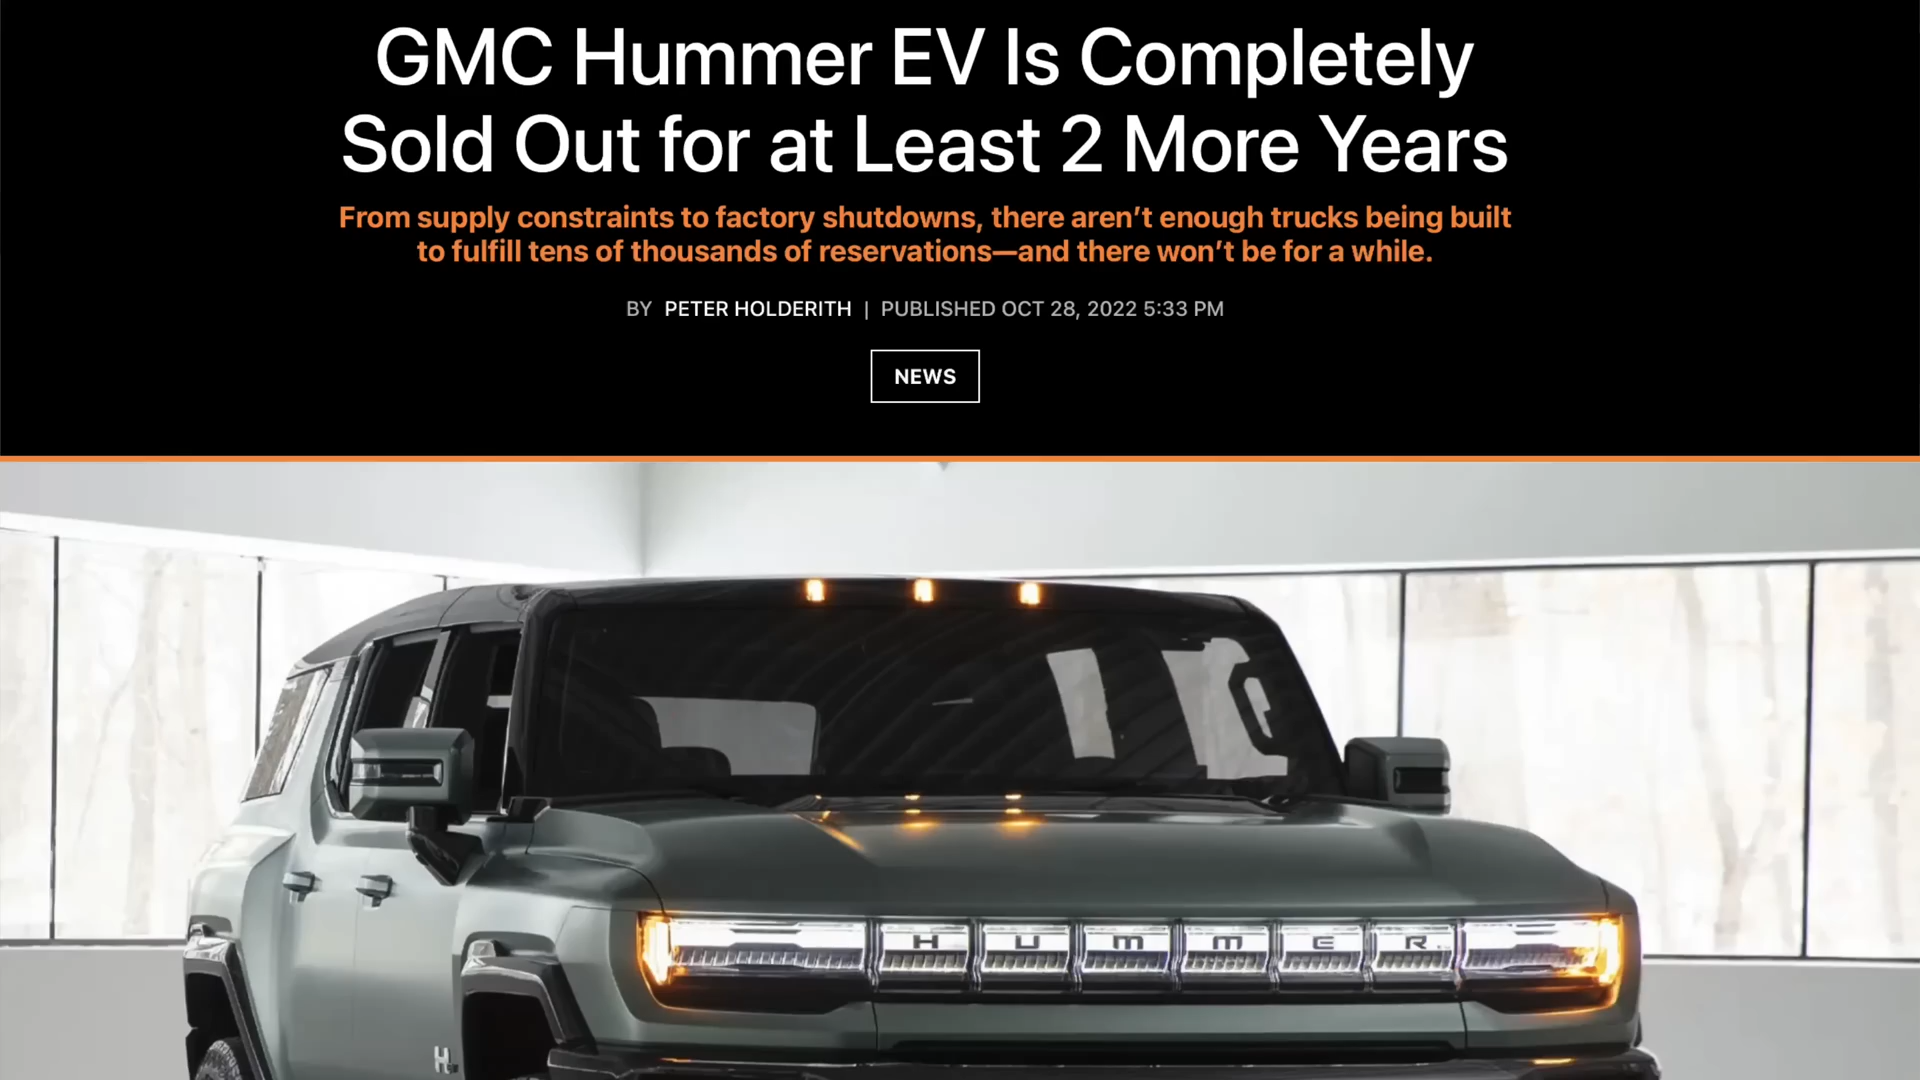 GMC Hummer EV Is Completely
Sold Out for at Least 2 More Years
From supply constraints to factory shutdowns, there aren’t enough trucks being built
to fulfill tens of thousands of reservations—and there won’t be for a while.
BY PETER HOLDERITH | PUBLISHED OCT 28, 2022 5:33 PM
NEWS
HUMMER